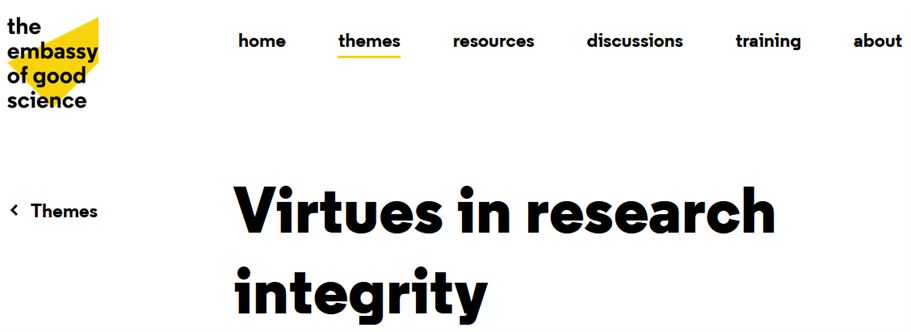 the
embassy
of good
science
home themes resources discussions training about
< Themes
Virtues in research
integrity